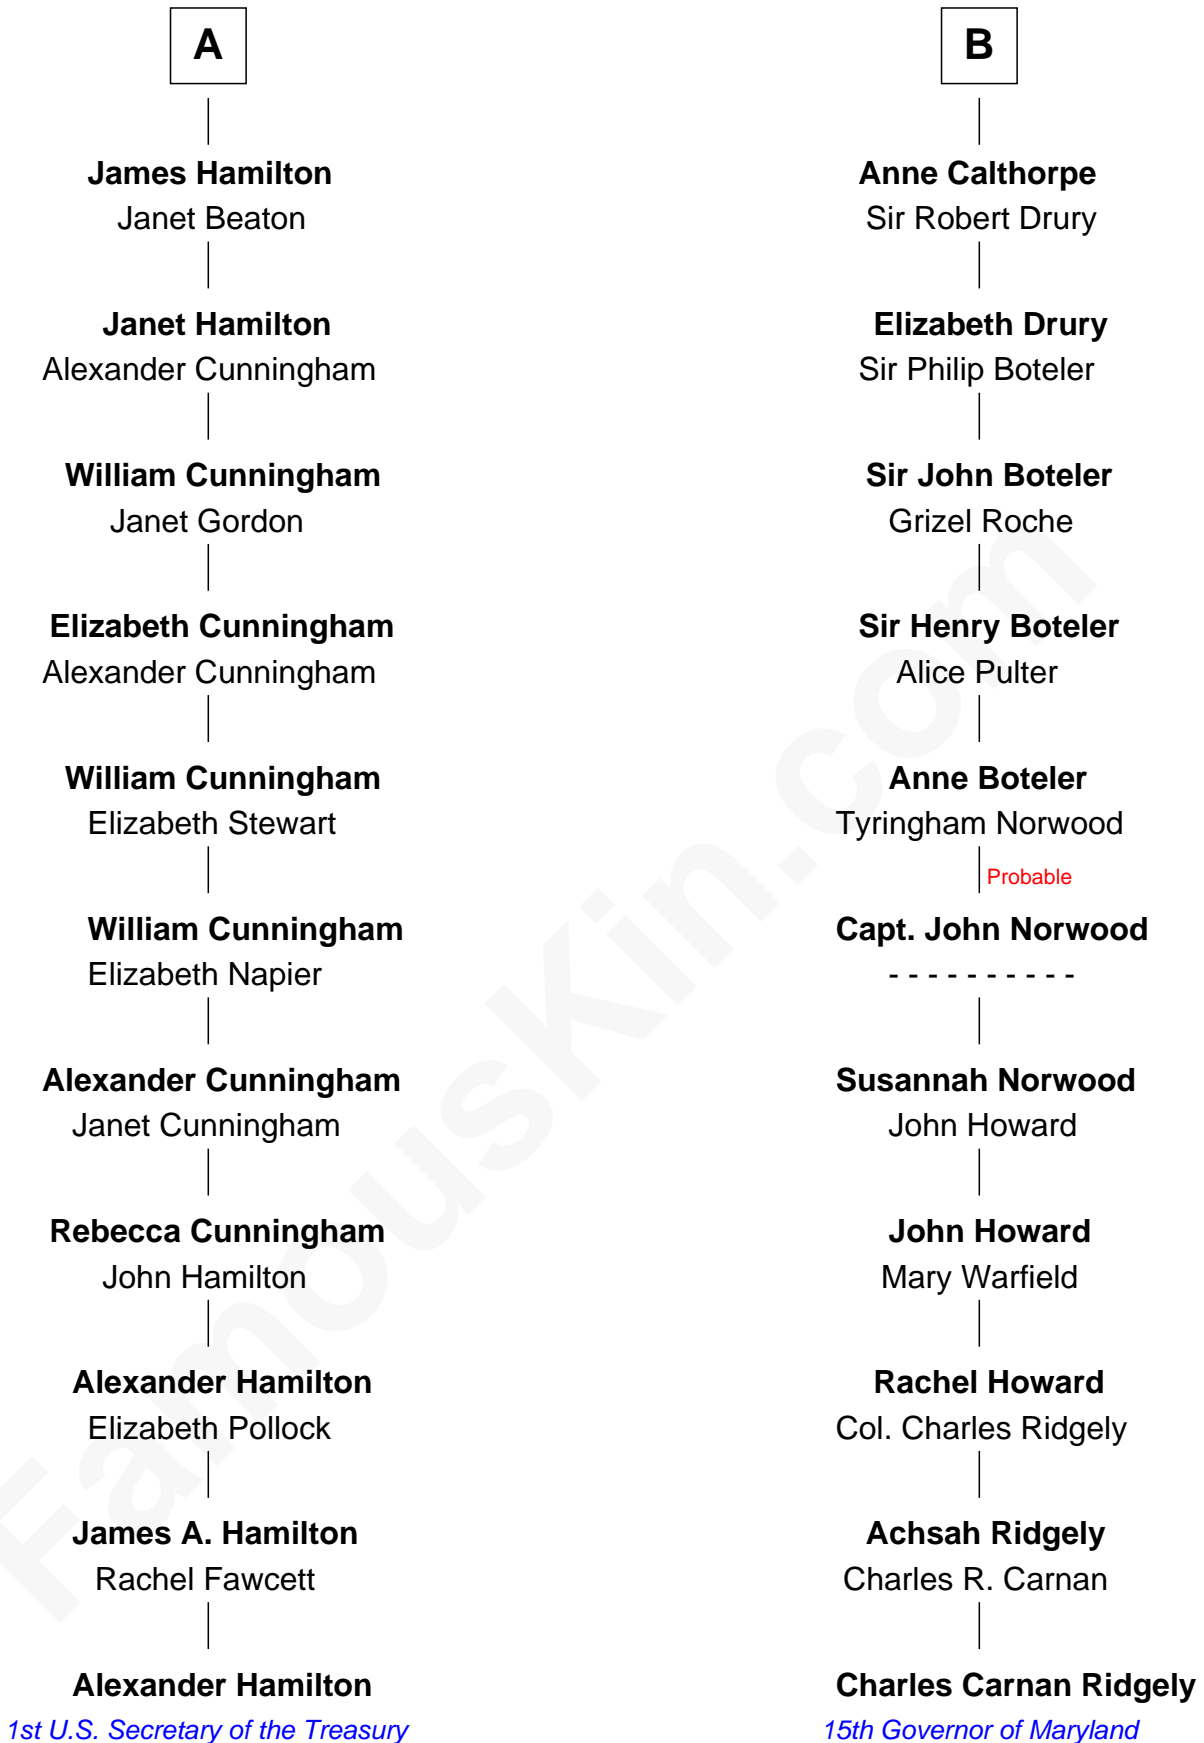 A
James Hamilton
Janet Beaton
Janet Hamilton
Alexander Cunningham
William Cunningham
Janet Gordon
Elizabeth Cunningham
Alexander Cunningham
William Cunningham
Elizabeth Stewart
William Cunningham
Elizabeth Napier
Alexander Cunningham
Janet Cunningham
Rebecca Cunningham
John Hamilton
Alexander Hamilton
Elizabeth Pollock
James A. Hamilton
Rachel Fawcett
Alexander Hamilton
1st U.S. Secretary of the Treasury
B
Anne Calthorpe
Sir Robert Drury
Elizabeth Drury
Sir Philip Boteler
Sir John Boteler
Grizel Roche
Sir Henry Boteler
Alice Pulter
Anne Boteler
Tyringham Norwood
Probable
Capt. John Norwood
- - - - - - - - - -
Susannah Norwood
John Howard
John Howard
Mary Warfield
Rachel Howard
Col. Charles Ridgely
Achsah Ridgely
Charles R. Carnan
Charles Carnan Ridgely
15th Governor of Maryland
FamousKin.com